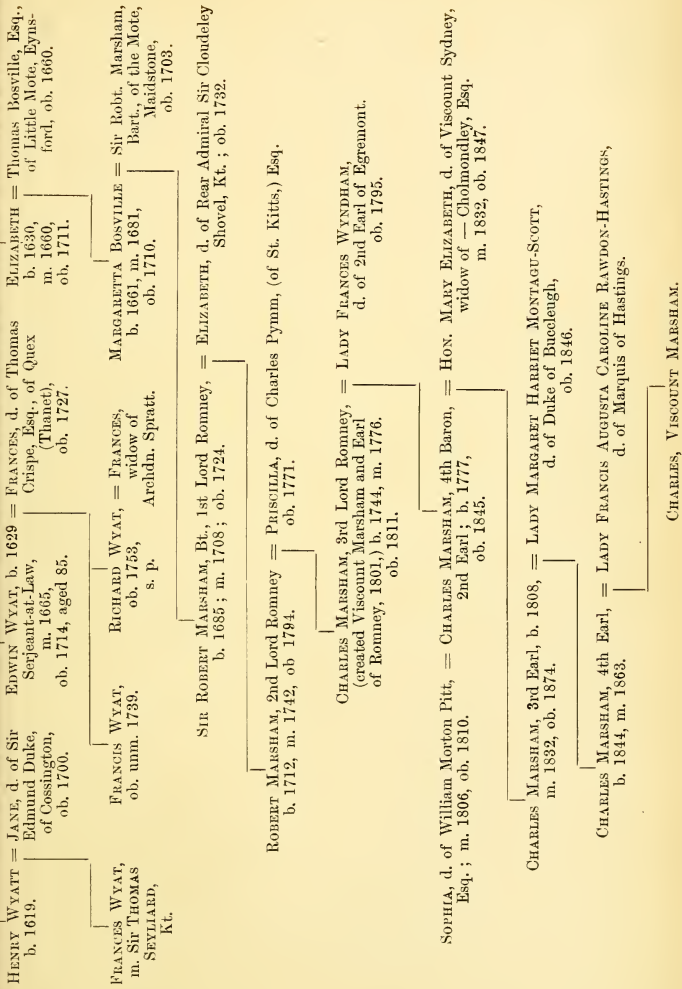 HENRY WYATT = JANE, d. of Sir
b. 1619.
Edmund Duke,
of Cossington,
ob. 1700.
EDWIN WYAT, b. 1629 = FRANCES, d. of Thomas
Serjeant-at-Law,
m. 1665,
ob. 1714, aged 85.
Crispe, Esq., of Quex
(Thanet),
ob. 1727.
ELIZABETH = Thomas Bosville, Esq.,
b. 1630,
m. 1660,
ob. 1711.
of Little Mote, Eyns-
ford, ob. 1660.
FRANCES WYAT,
m. Sir THOMAS
SEYLIARD,
Kt.
FRANCIS WYAT,
ob. unm. 1739.
RICHARD WYAT, = FRANCES,
ob. 1753,
s. p.
widow of
Archdn. Spratt.
MARGARETTA BOSVILLE = Sir Robt. Marsham,
b. 1661, m. 1681,
ob. 1710.
Bart., of the Mote,
Maidstone,
ob. 1703.
SIR ROBERT MARSHAM, Bt., 1st Lord Romney, = ELIZABETH, d. of Rear Admiral Sir Cloudeley
b. 1685 ; m. 1708 ; ob. 1724.
Shovel, Kt. ; ob. 1732.
ROBERT MARSHAM, 2nd Lord Romney = PRISCILLA, d. of Charles Pymm, (of St. Kitts,) Esq.
b. 1712, m. 1742, ob 1794.
ob. 1771.
CHARLES MARSHAM, 3rd Lord Romney, = LADY FRANCES WYNDHAM,
(created Viscount Marsham and Earl
of Romney, 1801,) b. 1744, m. 1776.
ob. 1811.
d. of 2nd Earl of Egremont.
ob. 1795.
SOPHIA, d. of William Morton Pitt, = CHARLES MARSHAM, 4th Baron, = HON. MARY ELIZABETH, d. of Viscount Sydney,
Esq. ; m. 1806, ob. 1810.
2nd Earl ; b. 1777,
ob. 1845.
widow of — Cholmondley, Esq.
m. 1832, ob. 1847.
CHARLES MARSHAM, 3rd Earl, b. 1808, = LADY MARGARET HARRIET MONTAGU-SCOTT,
m. 1832, ob. 1874.
d. of Duke of Buccleugh,
ob. 1846.
CHARLES MARSHAM, 4th Earl, = LADY FRANCIS AUGUSTA CAROLINE RAWDON-HASTINGS,
b. 1844, m. 1863.
d. of Marquis of Hastings.
CHARLES, VISCOUNT MARSHAM.